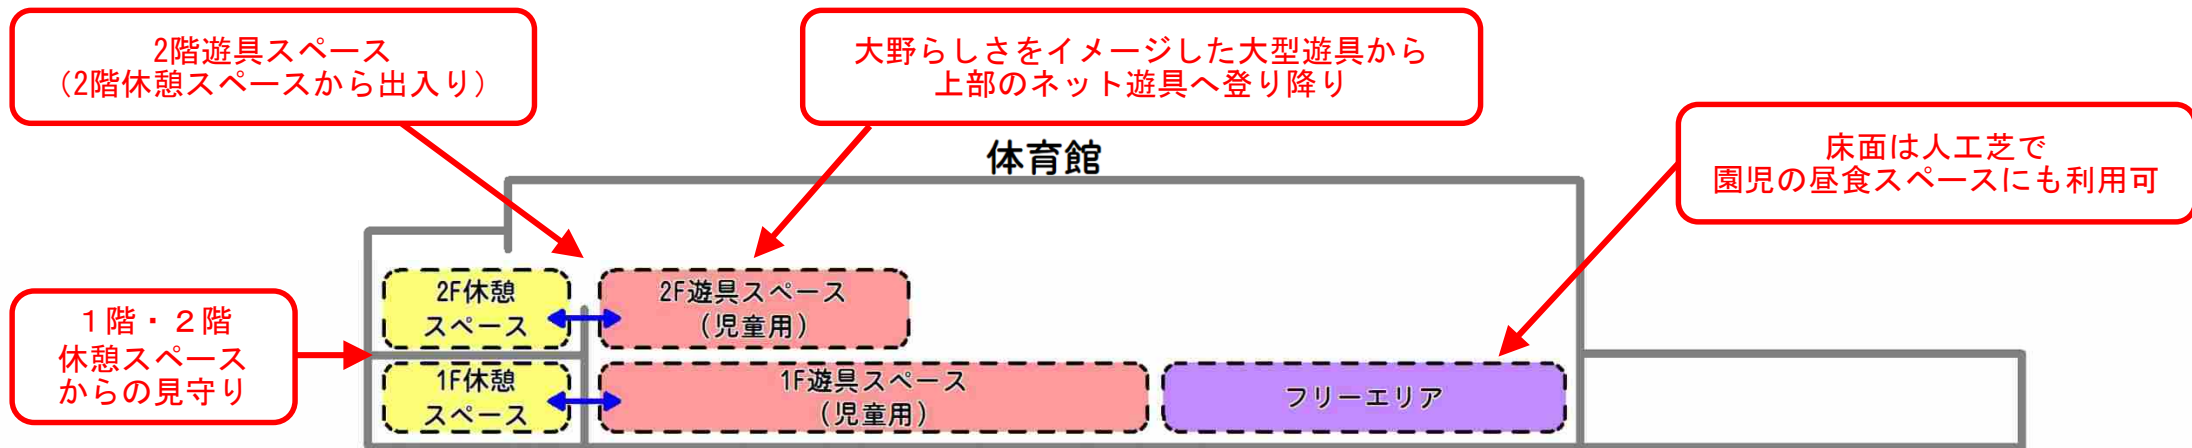 2階遊具スペース
（2階休憩スペースから出入り）
大野らしさをイメージした大型遊具から
上部のネット遊具へ登り降り
体育館
床面は人工芝で
園児の昼食スペースにも利用可
１階・２階
休憩スペース
からの見守り
2F休憩
スペース
2F遊具スペース
（児童用）
1F休憩
スペース
1F遊具スペース
（児童用）
フリーエリア